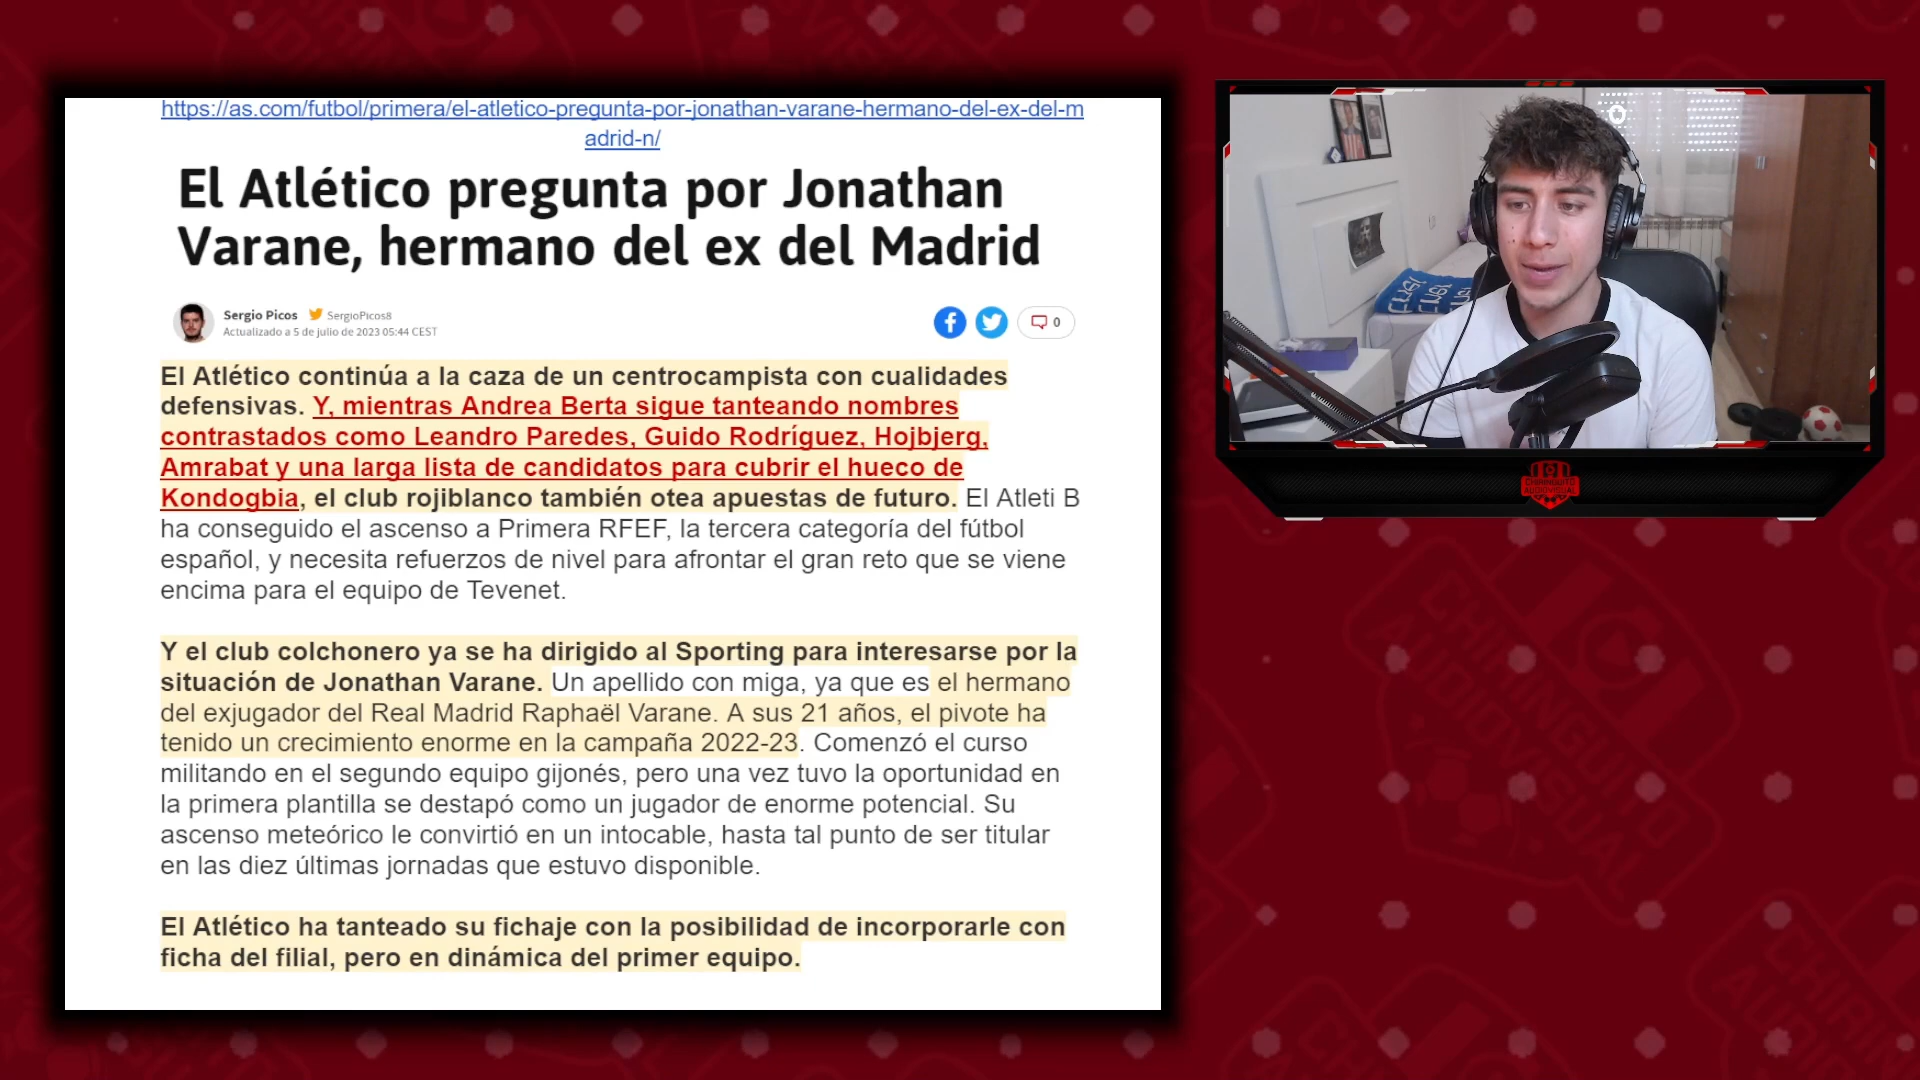 https://as.com/futbol/primera/el-atletico-pregunta-por-jonathan-varane-hermano-del-ex-del-m
adrid-n/
El Atlético pregunta por Jonathan
Varane, hermano del ex del Madrid
Sergio Picos SergioPicos8
Actualizado a 5 de julio de 2023 05:44 CEST
0
El Atlético continúa a la caza de un centrocampista con cualidades
defensivas. Y, mientras Andrea Berta sigue tanteando nombres
contrastados como Leandro Paredes, Guido Rodríguez, Hojbjerg,
Amrabat y una larga lista de candidatos para cubrir el hueco de
Kondogbia, el club rojiblanco también otea apuestas de futuro. El Atleti B
ha conseguido el ascenso a Primera RFEF, la tercera categoría del fútbol
español, y necesita refuerzos de nivel para afrontar el gran reto que se viene
encima para el equipo de Tevenet.
Y el club colchonero ya se ha dirigido al Sporting para interesarse por la
situación de Jonathan Varane. Un apellido con miga, ya que es el hermano
del exjugador del Real Madrid Raphaël Varane. A sus 21 años, el pivote ha
tenido un crecimiento enorme en la campaña 2022-23. Comenzó el curso
militando en el segundo equipo gijonés, pero una vez tuvo la oportunidad en
la primera plantilla se destapó como un jugador de enorme potencial. Su
ascenso meteórico le convirtió en un intocable, hasta tal punto de ser titular
en las diez últimas jornadas que estuvo disponible.
El Atlético ha tanteado su fichaje con la posibilidad de incorporarle con
ficha del filial, pero en dinámica del primer equipo.
CHIRINGUITO
AUDIOVISUAL
CHIRINGUITO
AUDIOVISUAL